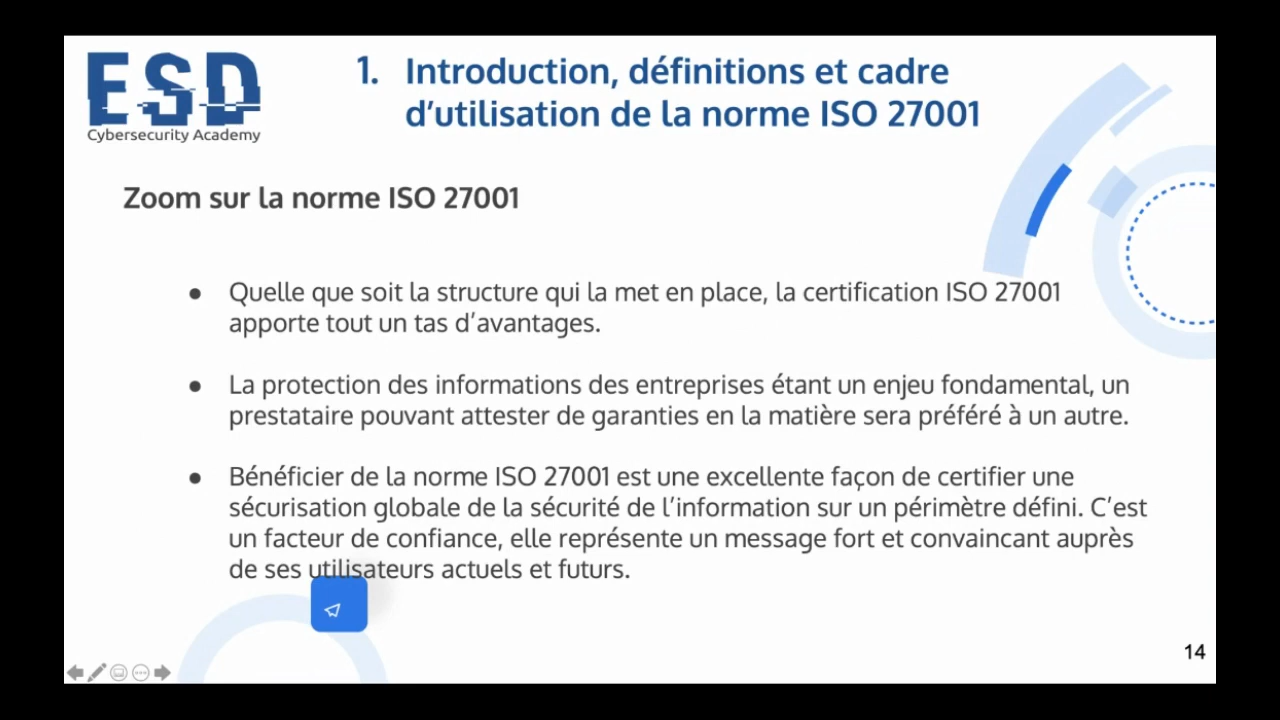 ESD
Cybersecurity Academy
1. Introduction, définitions et cadre
d’utilisation de la norme ISO 27001
Zoom sur la norme ISO 27001
● Quelle que soit la structure qui la met en place, la certification ISO 27001
apporte tout un tas d’avantages.
● La protection des informations des entreprises étant un enjeu fondamental, un
prestataire pouvant attester de garanties en la matière sera préféré à un autre.
● Bénéficier de la norme ISO 27001 est une excellente façon de certifier une
sécurisation globale de la sécurité de l’information sur un périmètre défini. C’est
un facteur de confiance, elle représente un message fort et convaincant auprès
de ses utilisateurs actuels et futurs.
14